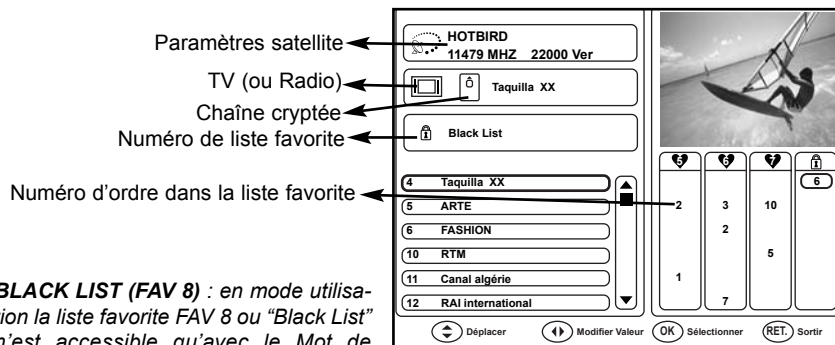 Paramètres satellite
TV (ou Radio)
Chaîne cryptée
Numéro de liste favorite
Numéro d'ordre dans la liste favorite
BLACK LIST (FAV 8) : en mode utilisa-
tion la liste favorite FAV 8 ou "Black List"
n'est accessible qu'avec le Mot de
HOTBIRD
11479 MHZ 22000 Ver
Taquilla XX
Black List
4 Taquilla XX
5 ARTE
6 FASHION
10 RTM
11 Canal algérie
12 RAI international
5 6 7
6
2 3 10
2
5
1
7
Déplacer Modifier Valeur OK Sélectionner RET. Sortir